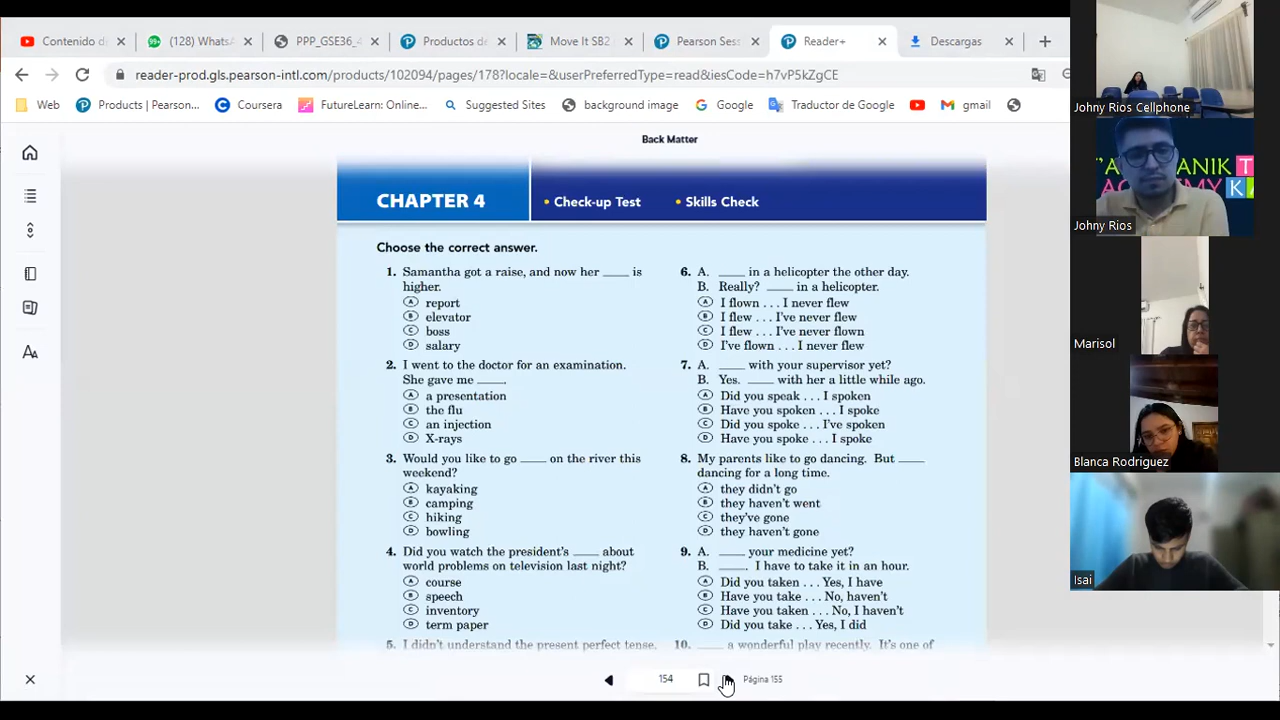 Contenido d
(128) Whats
PPP_GSE36_4
Productos de
Move It SB2
Pearson Sess
Reader+
Descargas
reader-prod.gls.pearson-intl.com/products/102094/pages/178?locale=&userPreferredType=read&iesCode=h7vP5kZgCE
Web
Products | Pearson...
Coursera
FutureLearn: Online...
Suggested Sites
background image
Google
Traductor de Google
gmail
Back Matter
CHAPTER 4
• Check-up Test
• Skills Check
Choose the correct answer.
1. Samantha got a raise, and now her ____ is
higher.
A report
B elevator
C boss
D salary
2. I went to the doctor for an examination.
She gave me ____.
A a presentation
B the flu
C an injection
D X-rays
3. Would you like to go ____ on the river this
weekend?
A kayaking
B camping
C hiking
D bowling
4. Did you watch the president's ____ about
world problems on television last night?
A course
B speech
C inventory
D term paper
5. I didn't understand the present perfect tense,
6. A. ____ in a helicopter the other day.
B. Really? ____ in a helicopter.
A I flown . . . I never flew
B I flew . . . I've never flew
C I flew . . . I've never flown
D I've flown . . . I never flew
7. A. ____ with your supervisor yet?
B. Yes. ____ with her a little while ago.
A Did you speak . . . I spoken
B Have you spoken . . . I spoke
C Did you spoke . . . I've spoken
D Have you spoke . . . I spoke
8. My parents like to go dancing. But ____
dancing for a long time.
A they didn't go
B they haven't went
C they've gone
D they haven't gone
9. A. ____ your medicine yet?
B. ____. I have to take it in an hour.
A Did you taken . . . Yes, I have
B Have you take . . . No, haven't
C Have you taken . . . No, I haven't
D Did you take . . . Yes, I did
10. ____ a wonderful play recently. It's one of
154
Página 155
Johny Rios Cellphone
Johny Rios
Marisol
Blanca Rodriguez
Isai